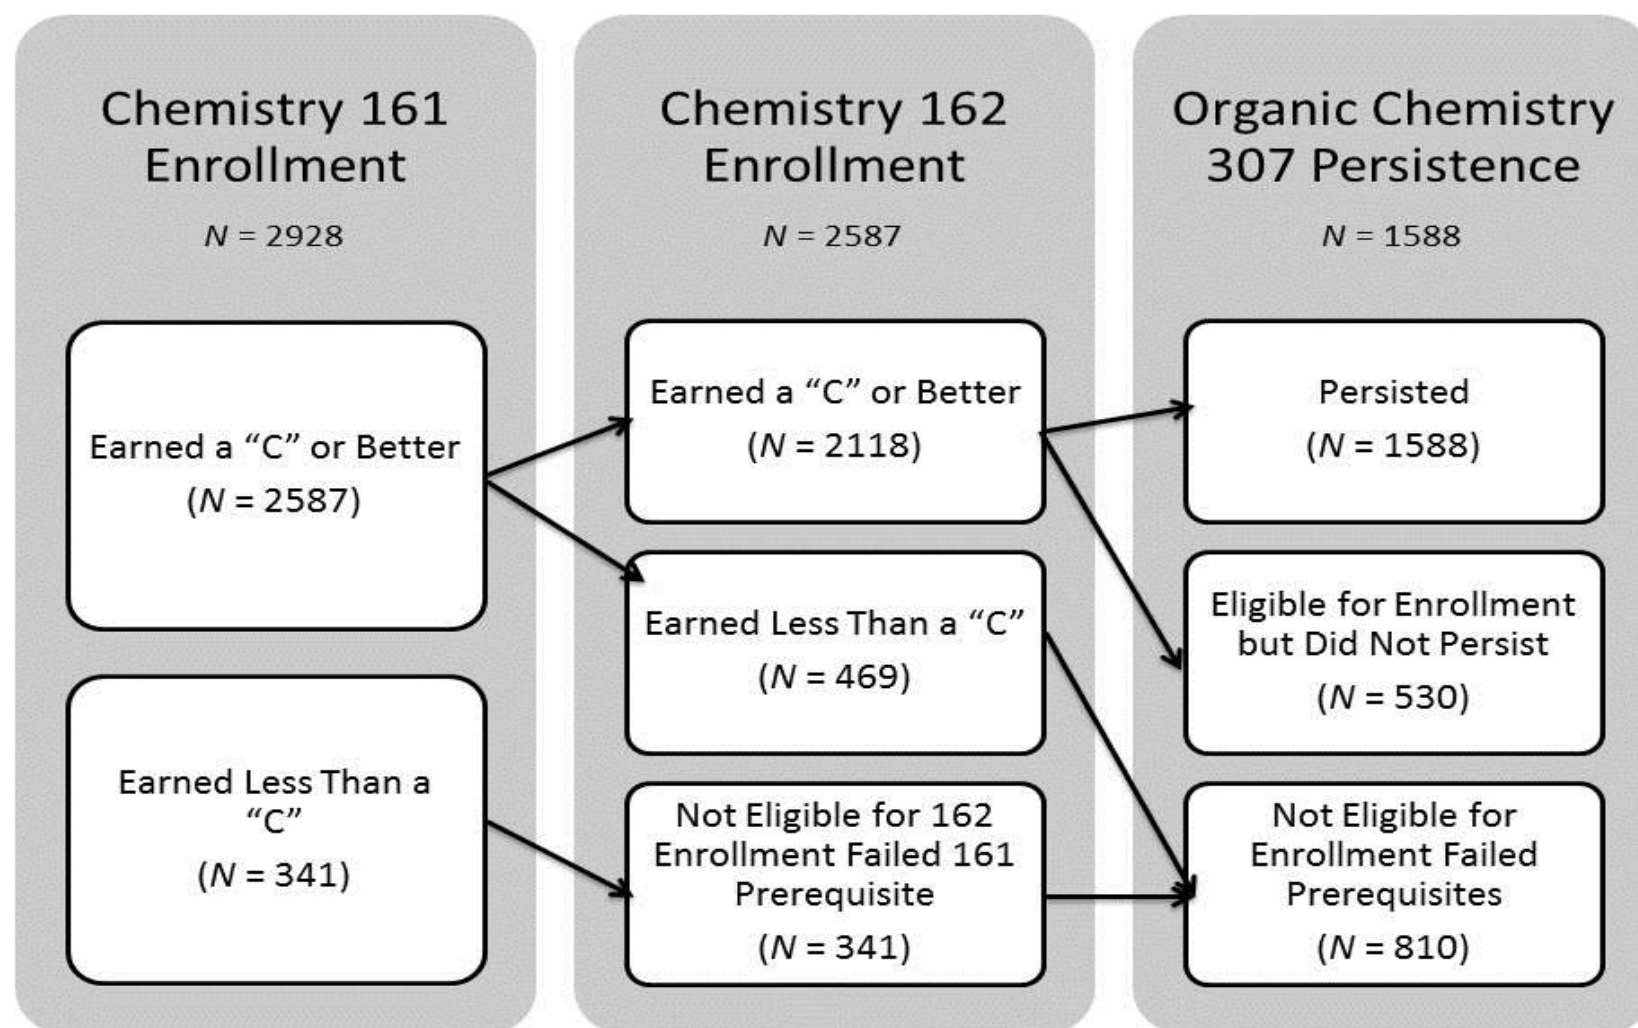 Chemistry 161
Enrollment
N = 2928
Earned a “C” or Better
(N = 2587)
Earned Less Than a
“C”
(N = 341)
Chemistry 162
Enrollment
N = 2587
Earned a “C” or Better
(N = 2118)
Earned Less Than a “C”
(N = 469)
Not Eligible for 162
Enrollment Failed 161
Prerequisite
(N = 341)
Organic Chemistry
307 Persistence
N = 1588
Persisted
(N = 1588)
Eligible for Enrollment
but Did Not Persist
(N = 530)
Not Eligible for
Enrollment Failed
Prerequisites
(N = 810)